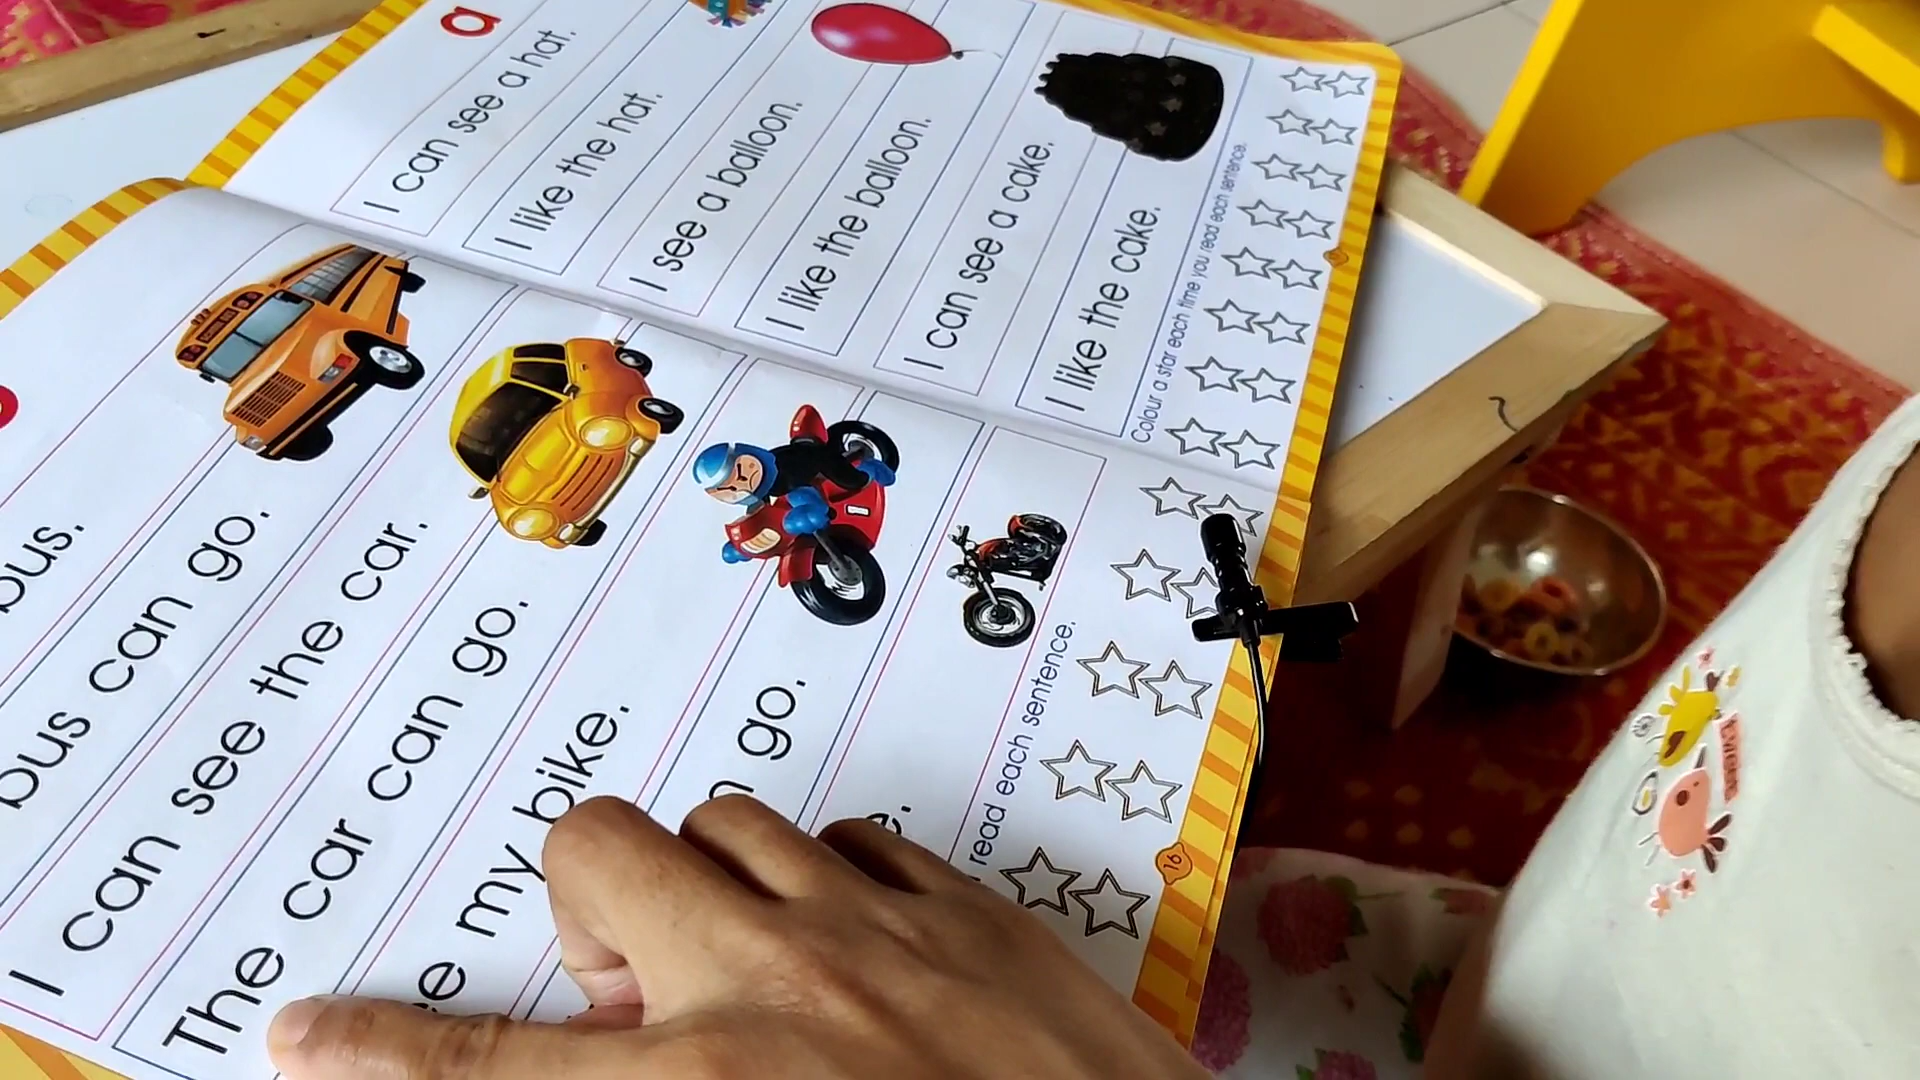 bus.
bus can go.
I can see the car.
The car can go.
my bike.
go.
read each sentence.
16
a
I can see a hat.
I like the hat.
I see a balloon.
I like the balloon.
I can see a cake.
I like the cake.
Colour a star each time you read each sentence.